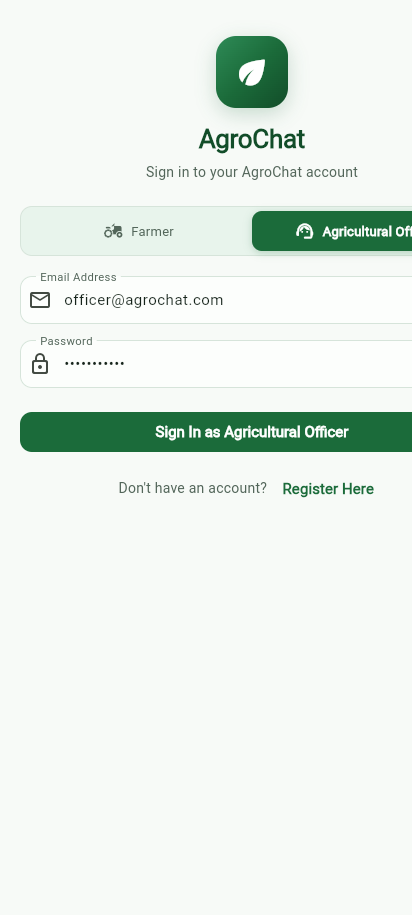 AgroChat
Sign in to your AgroChat account
Farmer
Agricultural Off
Email Address
officer@agrochat.com
Password
•••••••••••
Sign In as Agricultural Officer
Don't have an account? Register Here